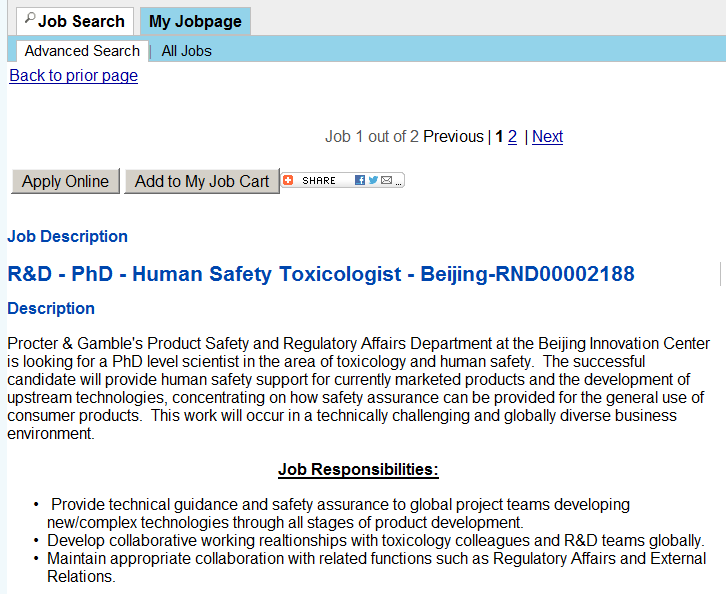 Job Search
My Jobpage
Advanced Search | All Jobs
Back to prior page
Job 1 out of 2 Previous | 1 2 | Next
Apply Online
Add to My Job Cart
SHARE ...
Job Description
R&D - PhD - Human Safety Toxicologist - Beijing-RND00002188
Description
Procter & Gamble's Product Safety and Regulatory Affairs Department at the Beijing Innovation Center
is looking for a PhD level scientist in the area of toxicology and human safety.  The successful
candidate will provide human safety support for currently marketed products and the development of
upstream technologies, concentrating on how safety assurance can be provided for the general use of
consumer products.  This work will occur in a technically challenging and globally diverse business
environment.
Job Responsibilities:
• Provide technical guidance and safety assurance to global project teams developing
new/complex technologies through all stages of product development.
• Develop collaborative working realtionships with toxicology colleagues and R&D teams globally.
• Maintain appropriate collaboration with related functions such as Regulatory Affairs and External
Relations.